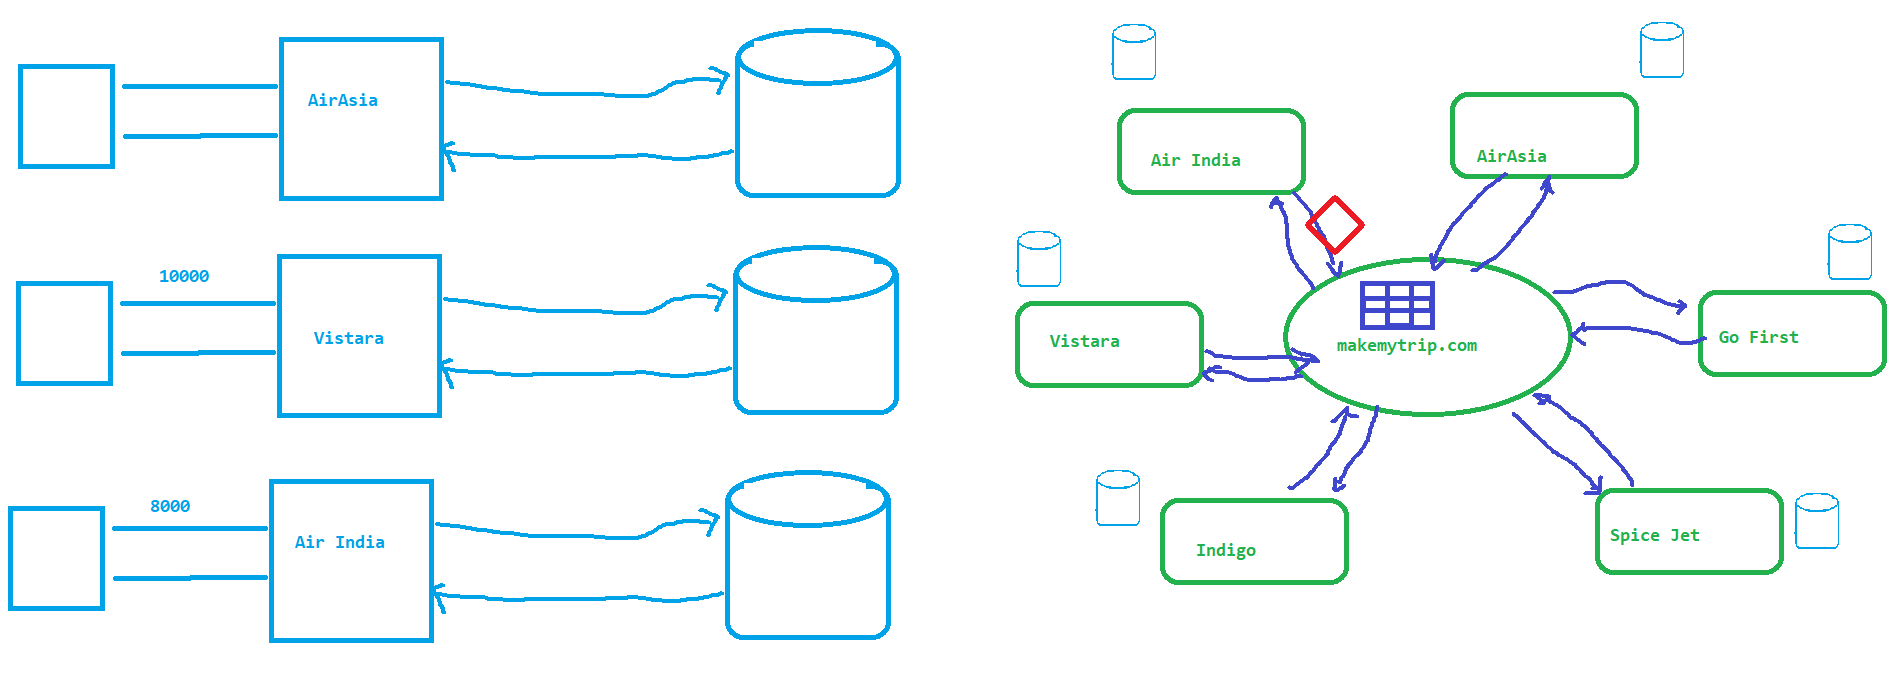 AirAsia
10000
Vistara
8000
Air India
Air India
AirAsia
Vistara
makemytrip.com
Go First
Indigo
Spice Jet